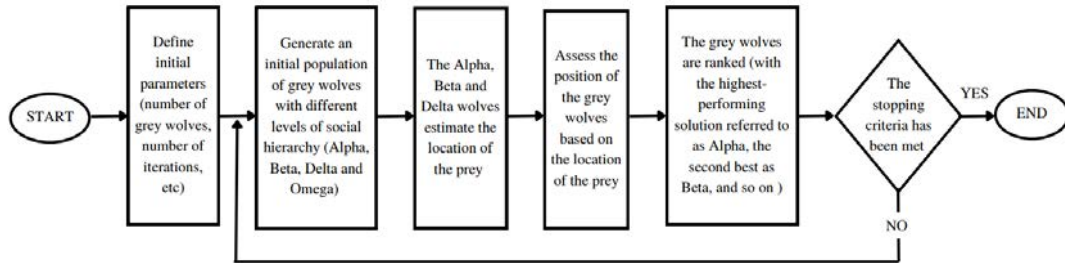 START
Define
initial
parameters
(number of
grey wolves,
number of
iterations,
etc)
Generate an
initial population
of grey wolves
with different
levels of social
hierarchy (Alpha,
Beta, Delta and
Omega)
The Alpha,
Beta and
Delta wolves
estimate the
location of
the prey
Assess the
position of
the grey
wolves
based on
the location
of the prey
The grey wolves
are ranked (with
the highest-
performing
solution referred
to as Alpha, the
second best as
Beta, and so on )
The
stopping
criteria has
been met
YES
END
NO